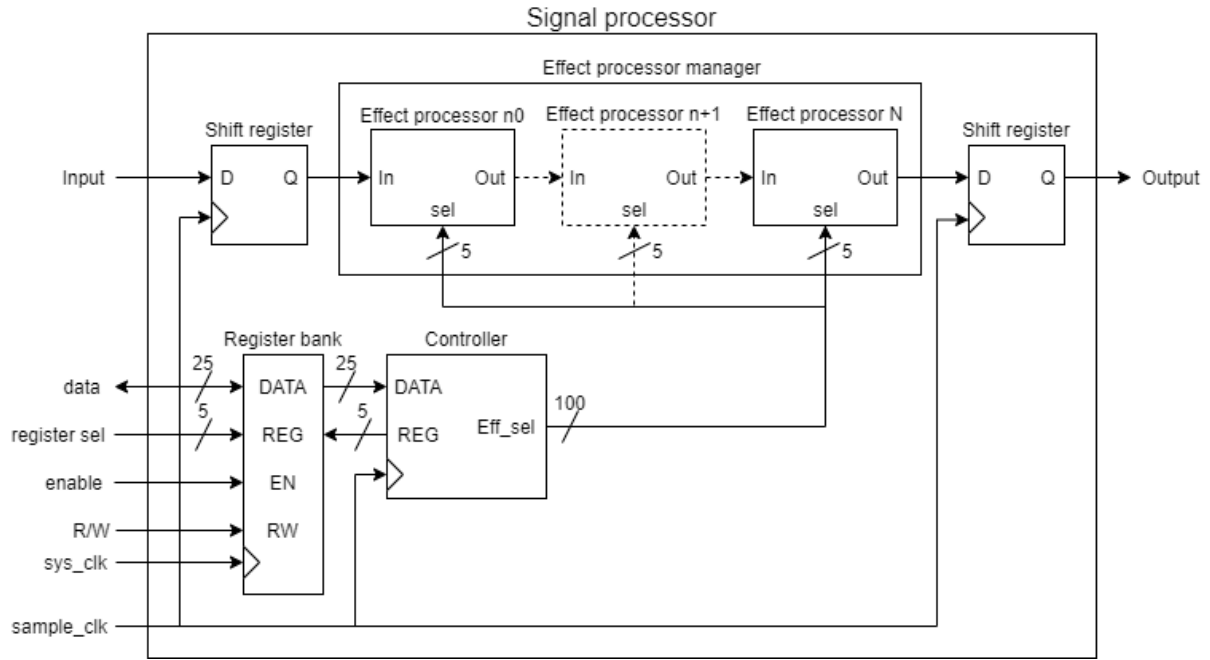 Signal processor
Effect processor manager
Effect processor n0
Effect processor n+1
Effect processor N
Shift register
Shift register
Input
D
Q
In
Out
In
Out
In
Out
D
Q
Output
sel
sel
sel
5
5
5
Register bank
Controller
data
25
DATA
25
DATA
register sel
5
REG
5
REG
Eff_sel
100
enable
EN
R/W
RW
sys_clk
sample_clk